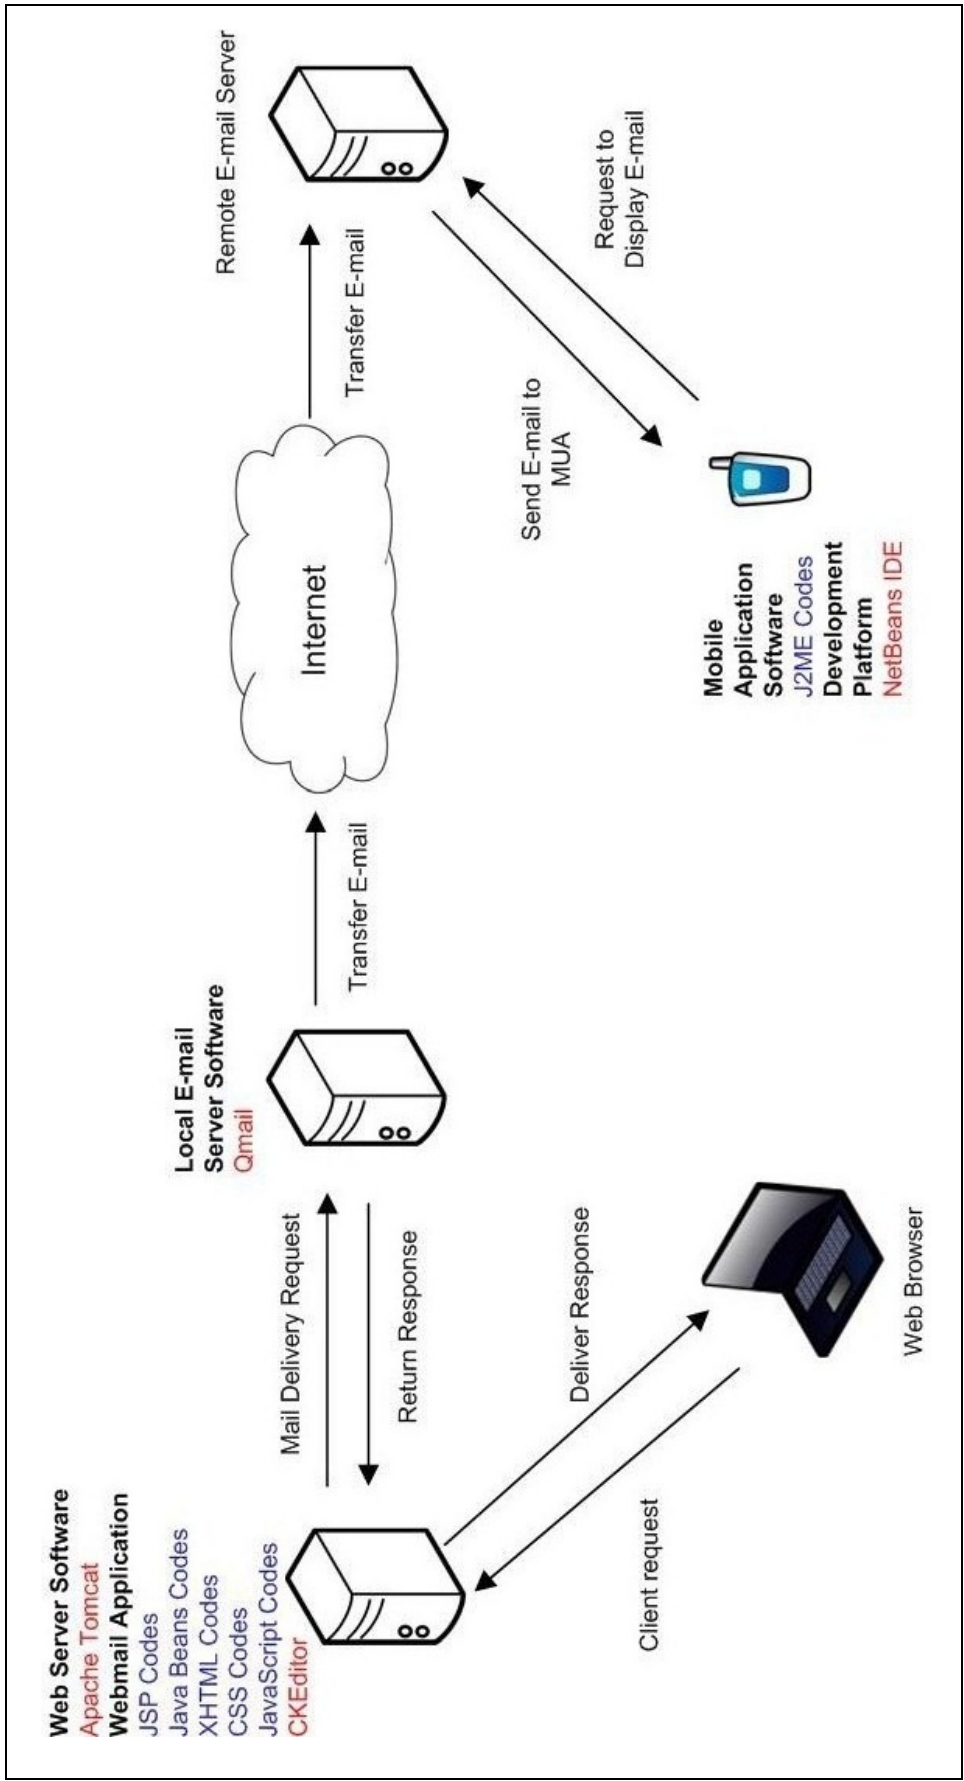 Web Server Software
Apache Tomcat
Webmail Application
JSP Codes
Java Beans Codes
XHTML Codes
CSS Codes
JavaScript Codes
CKEditor
Mail Delivery Request
Return Response
Local E-mail
Server Software
Qmail
Transfer E-mail
Internet
Transfer E-mail
Remote E-mail Server
Client request
Deliver Response
Web Browser
Send E-mail to
MUA
Request to
Display E-mail
Mobile
Application
Software
J2ME Codes
Development
Platform
NetBeans IDE